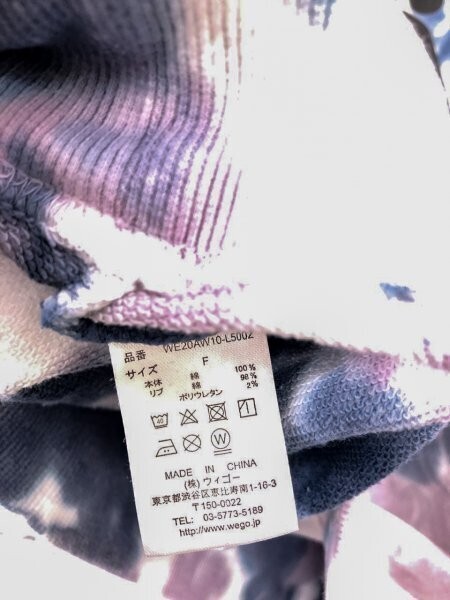 品番 WE20AW10-L5002
サイズ F
本体 綿 100%
リブ 綿 98%
ポリウレタン 2%
40
W
MADE IN CHINA
(株) ウィゴー
東京都渋谷区恵比寿南1-16-3
〒150-0022
TEL: 03-5773-5189
http://www.wego.jp